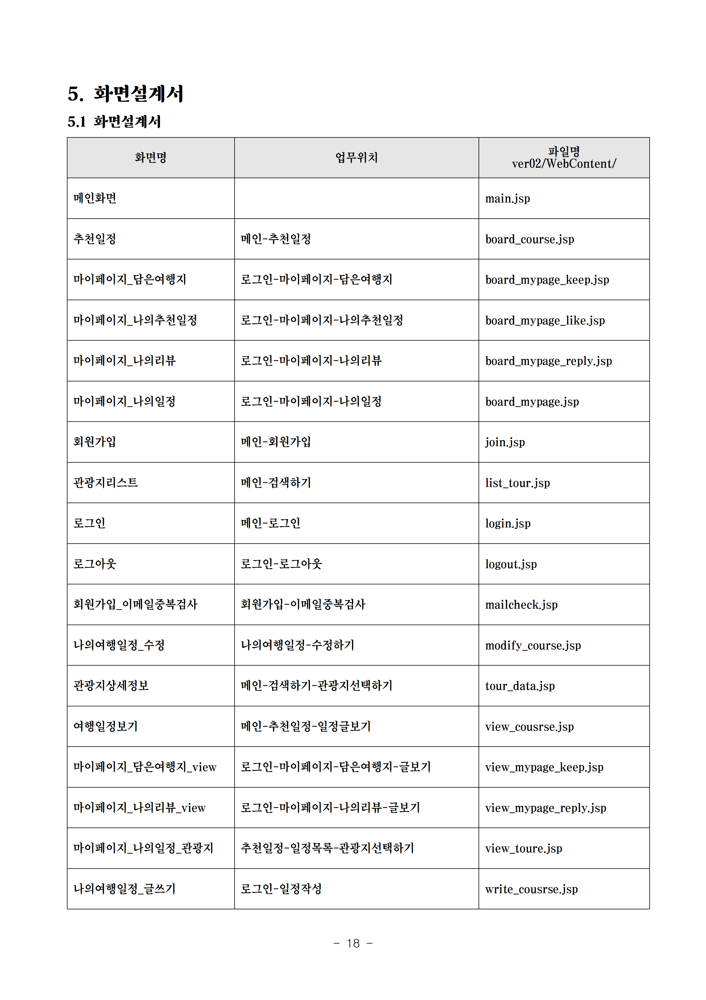 5. 화면설계서
5.1 화면설계서
화면명 업무위치 파일명
ver02/WebContent/
메인화면 main.jsp
추천일정 메인-추천일정 board_course.jsp
마이페이지_담은여행지 로그인-마이페이지-담은여행지 board_mypage_keep.jsp
마이페이지_나의추천일정 로그인-마이페이지-나의추천일정 board_mypage_like.jsp
마이페이지_나의리뷰 로그인-마이페이지-나의리뷰 board_mypage_reply.jsp
마이페이지_나의일정 로그인-마이페이지-나의일정 board_mypage.jsp
회원가입 메인-회원가입 join.jsp
관광지리스트 메인-검색하기 list_tour.jsp
로그인 메인-로그인 login.jsp
로그아웃 로그인-로그아웃 logout.jsp
회원가입_이메일중복검사 회원가입-이메일중복검사 mailcheck.jsp
나의여행일정_수정 나의여행일정-수정하기 modify_course.jsp
관광지상세정보 메인-검색하기-관광지선택하기 tour_data.jsp
여행일정보기 메인-추천일정-일정글보기 view_cousrse.jsp
마이페이지_담은여행지_view 로그인-마이페이지-담은여행지-글보기 view_mypage_keep.jsp
마이페이지_나의리뷰_view 로그인-마이페이지-나의리뷰-글보기 view_mypage_reply.jsp
마이페이지_나의일정_관광지 추천일정-일정목록-관광지선택하기 view_toure.jsp
나의여행일정_글쓰기 로그인-일정작성 write_cousrse.jsp
- 18 -